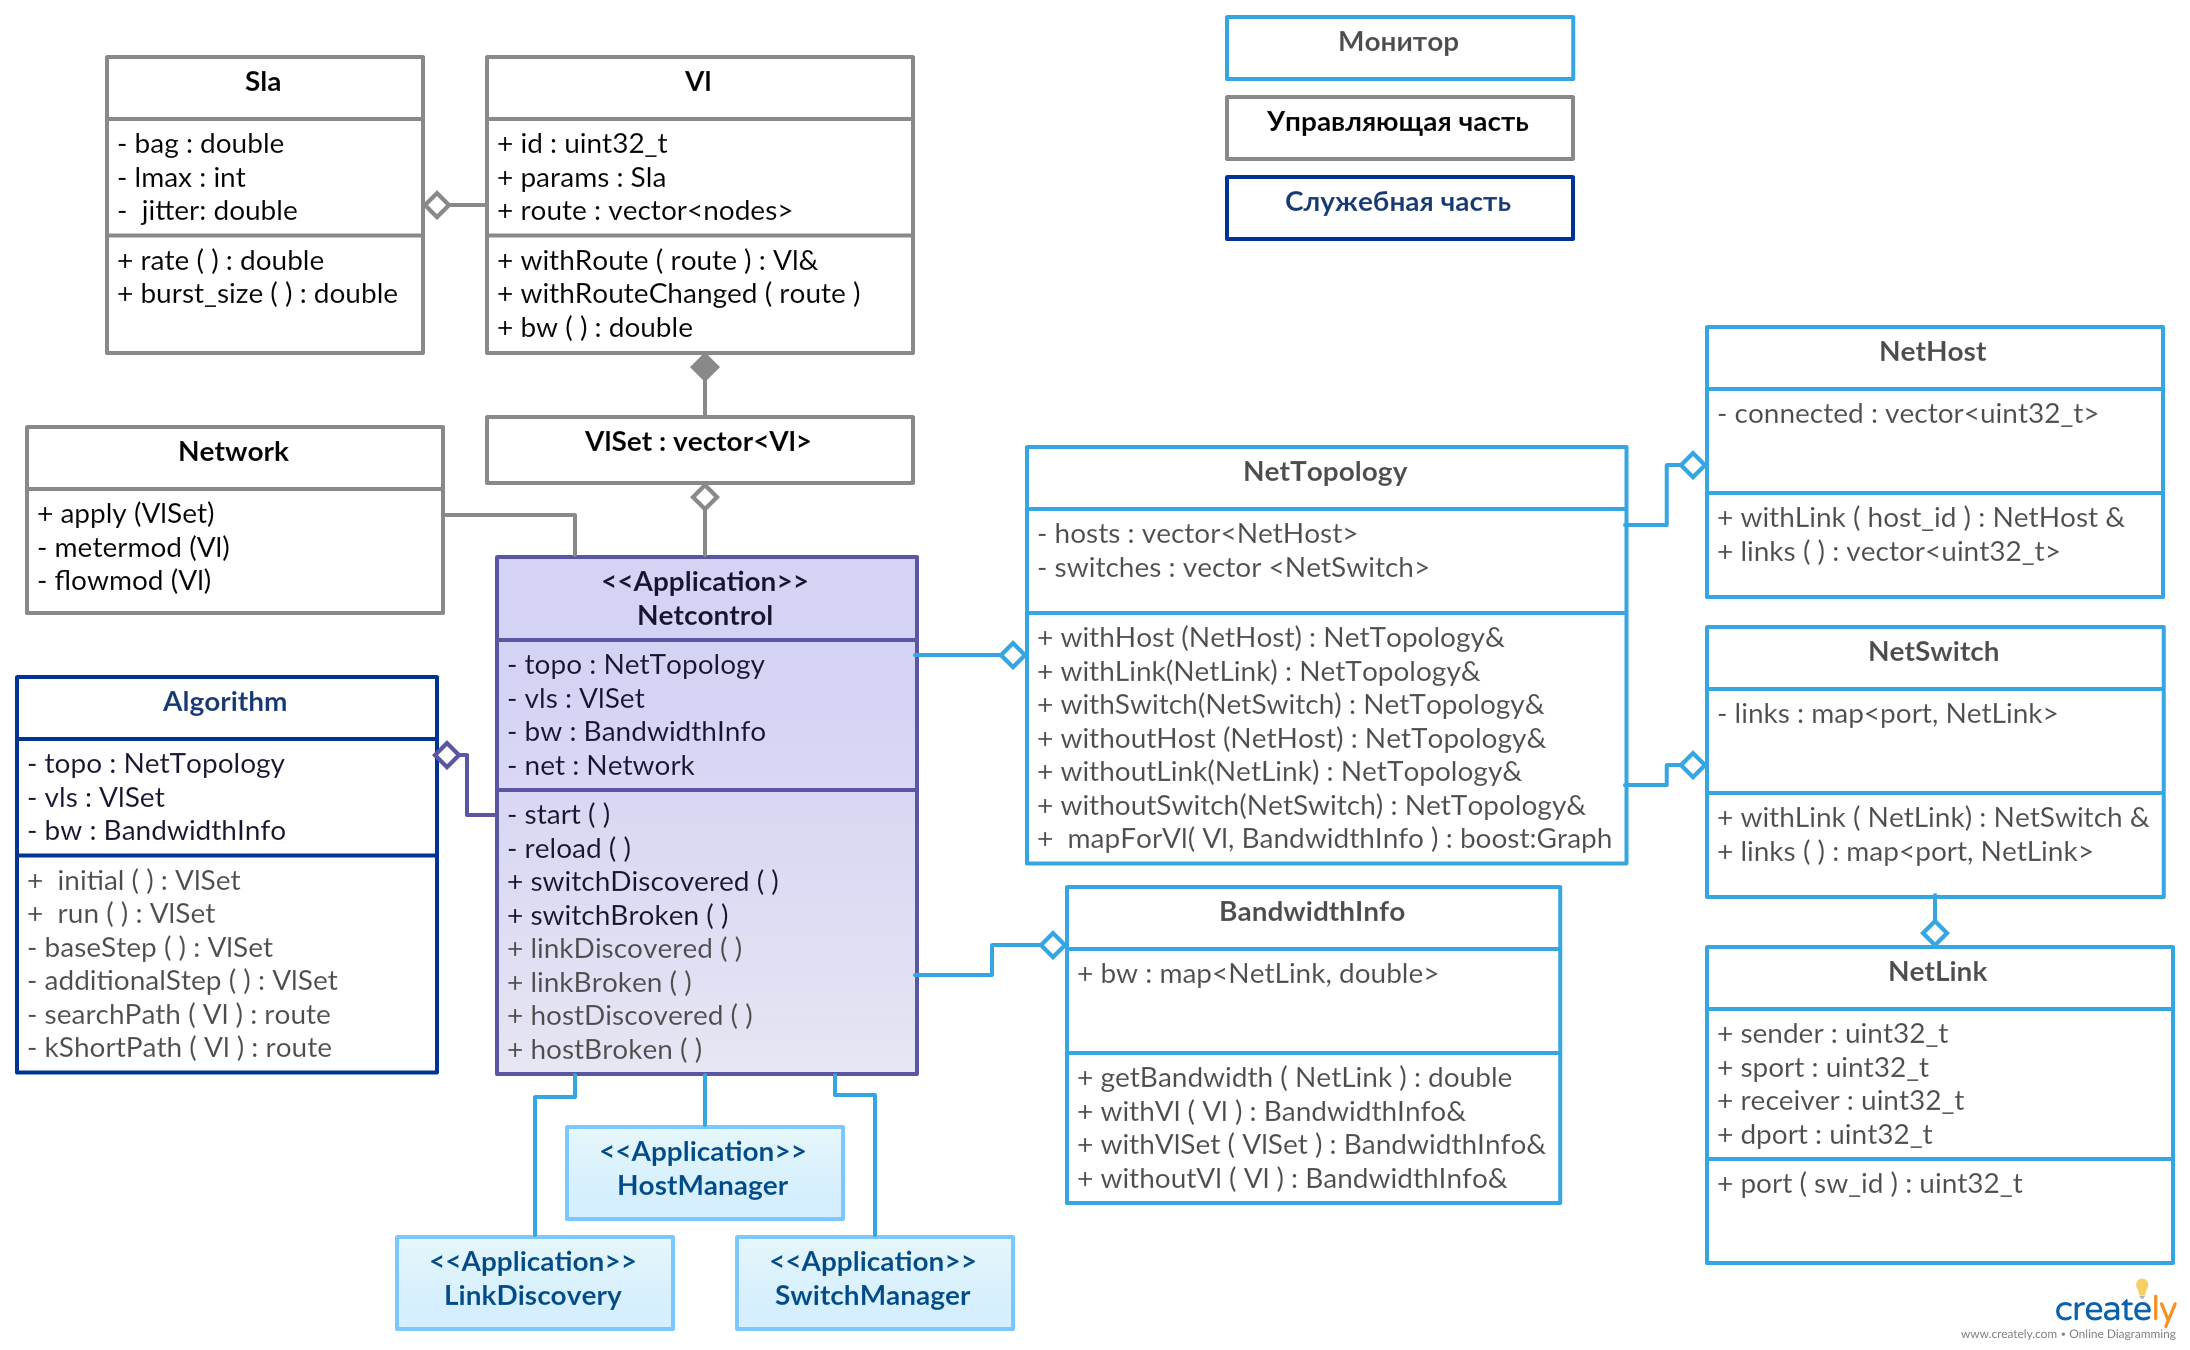 Монитор
Управляющая часть
Служебная часть
Sla
- bag : double
- lmax : int
-  jitter: double
+ rate ( ) : double
+ burst_size ( ) : double
Vl
+ id : uint32_t
+ params : Sla
+ route : vector<nodes>
+ withRoute ( route ) : Vl&
+ withRouteChanged ( route )
+ bw ( ) : double
VlSet : vector<Vl>
Network
+ apply (VlSet)
- metermod (Vl)
- flowmod (Vl)
<<Application>>
Netcontrol
- topo : NetTopology
- vls : VlSet
- bw : BandwidthInfo
- net : Network
- start ( )
- reload ( )
+ switchDiscovered ( )
+ switchBroken ( )
+ linkDiscovered ( )
+ linkBroken ( )
+ hostDiscovered ( )
+ hostBroken ( )
Algorithm
- topo : NetTopology
- vls : VlSet
- bw : BandwidthInfo
+  initial ( ) : VlSet
+  run ( ) : VlSet
- baseStep ( ) : VlSet
- additionalStep ( ) : VlSet
- searchPath ( Vl ) : route
- kShortPath ( Vl ) : route
<<Application>>
HostManager
<<Application>>
LinkDiscovery
<<Application>>
SwitchManager
NetTopology
- hosts : vector<NetHost>
- switches : vector <NetSwitch>
+ withHost (NetHost) : NetTopology&
+ withLink(NetLink) : NetTopology&
+ withSwitch(NetSwitch) : NetTopology&
+ withoutHost (NetHost) : NetTopology&
+ withoutLink(NetLink) : NetTopology&
+ withoutSwitch(NetSwitch) : NetTopology&
+  mapForVl( Vl, BandwidthInfo ) : boost:Graph
BandwidthInfo
+ bw : map<NetLink, double>
+ getBandwidth ( NetLink ) : double
+ withVl ( Vl ) : BandwidthInfo&
+ withVlSet ( VlSet ) : BandwidthInfo&
+ withoutVl ( Vl ) : BandwidthInfo&
NetHost
- connected : vector<uint32_t>
+ withLink ( host_id ) : NetHost &
+ links ( ) : vector<uint32_t>
NetSwitch
- links : map<port, NetLink>
+ withLink ( NetLink) : NetSwitch &
+ links ( ) : map<port, NetLink>
NetLink
+ sender : uint32_t
+ sport : uint32_t
+ receiver : uint32_t
+ dport : uint32_t
+ port ( sw_id ) : uint32_t
creately
www.creately.com • Online Diagramming